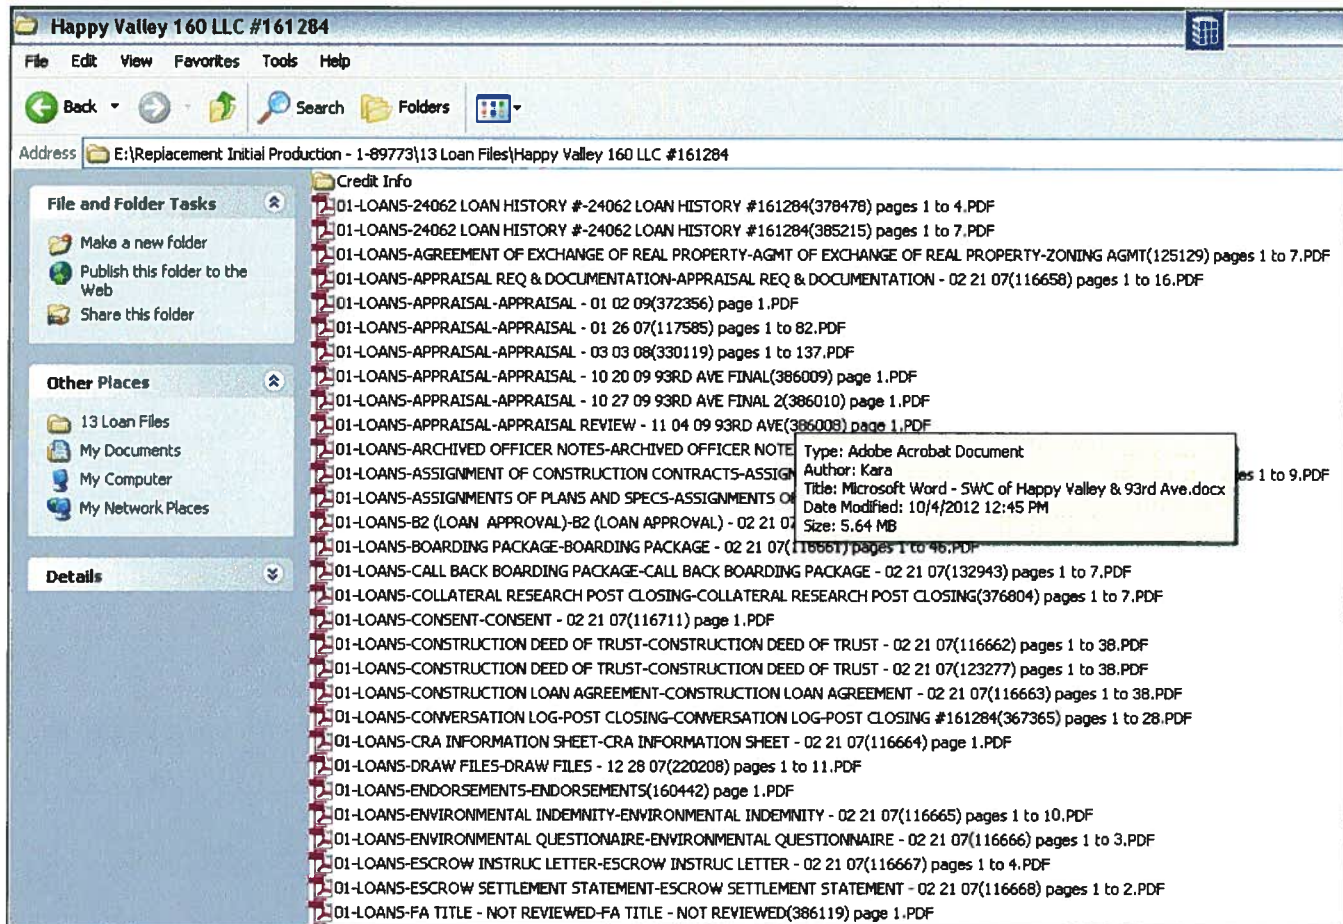 Happy Valley 160 LLC #161284
File Edit View Favorites Tools Help
Back Search Folders
Address E:\Replacement Initial Production - 1-89773\13 Loan Files\Happy Valley 160 LLC #161284
File and Folder Tasks
Make a new folder
Publish this folder to the
Web
Share this folder
Other Places
13 Loan Files
My Documents
My Computer
My Network Places
Details
Credit Info
01-LOANS-24062 LOAN HISTORY #-24062 LOAN HISTORY #161284(378478) pages 1 to 4.PDF
01-LOANS-24062 LOAN HISTORY #-24062 LOAN HISTORY #161284(385215) pages 1 to 7.PDF
01-LOANS-AGREEMENT OF EXCHANGE OF REAL PROPERTY-AGMT OF EXCHANGE OF REAL PROPERTY-ZONING AGMT(125129) pages 1 to 7.PDF
01-LOANS-APPRAISAL REQ & DOCUMENTATION-APPRAISAL REQ & DOCUMENTATION - 02 21 07(116658) pages 1 to 16.PDF
01-LOANS-APPRAISAL-APPRAISAL - 01 02 09(372356) page 1.PDF
01-LOANS-APPRAISAL-APPRAISAL - 01 26 07(117585) pages 1 to 82.PDF
01-LOANS-APPRAISAL-APPRAISAL - 03 03 08(330119) pages 1 to 137.PDF
01-LOANS-APPRAISAL-APPRAISAL - 10 20 09 93RD AVE FINAL(386009) page 1.PDF
01-LOANS-APPRAISAL-APPRAISAL - 10 27 09 93RD AVE FINAL 2(386010) page 1.PDF
01-LOANS-APPRAISAL-APPRAISAL REVIEW - 11 04 09 93RD AVE(386008) page 1.PDF
01-LOANS-ARCHIVED OFFICER NOTES-ARCHIVED OFFICER NOTE
01-LOANS-ASSIGNMENT OF CONSTRUCTION CONTRACTS-ASSIGN es 1 to 9.PDF
01-LOANS-ASSIGNMENTS OF PLANS AND SPECS-ASSIGNMENTS O
01-LOANS-B2 (LOAN APPROVAL)-B2 (LOAN APPROVAL) - 02 21 07
Type: Adobe Acrobat Document
Author: Kara
Title: Microsoft Word - SWC of Happy Valley & 93rd Ave.docx
Date Modified: 10/4/2012 12:45 PM
Size: 5.64 MB
01-LOANS-BOARDING PACKAGE-BOARDING PACKAGE - 02 21 07(116661) pages 1 to 46.PDF
01-LOANS-CALL BACK BOARDING PACKAGE-CALL BACK BOARDING PACKAGE - 02 21 07(132943) pages 1 to 7.PDF
01-LOANS-COLLATERAL RESEARCH POST CLOSING-COLLATERAL RESEARCH POST CLOSING(376804) pages 1 to 7.PDF
01-LOANS-CONSENT-CONSENT - 02 21 07(116711) page 1.PDF
01-LOANS-CONSTRUCTION DEED OF TRUST-CONSTRUCTION DEED OF TRUST - 02 21 07(116662) pages 1 to 38.PDF
01-LOANS-CONSTRUCTION DEED OF TRUST-CONSTRUCTION DEED OF TRUST - 02 21 07(123277) pages 1 to 38.PDF
01-LOANS-CONSTRUCTION LOAN AGREEMENT-CONSTRUCTION LOAN AGREEMENT - 02 21 07(116663) pages 1 to 38.PDF
01-LOANS-CONVERSATION LOG-POST CLOSING-CONVERSATION LOG-POST CLOSING #161284(367365) pages 1 to 28.PDF
01-LOANS-CRA INFORMATION SHEET-CRA INFORMATION SHEET - 02 21 07(116664) page 1.PDF
01-LOANS-DRAW FILES-DRAW FILES - 12 28 07(220208) pages 1 to 11.PDF
01-LOANS-ENDORSEMENTS-ENDORSEMENTS(160442) page 1.PDF
01-LOANS-ENVIRONMENTAL INDEMNITY-ENVIRONMENTAL INDEMNITY - 02 21 07(116665) pages 1 to 10.PDF
01-LOANS-ENVIRONMENTAL QUESTIONAIRE-ENVIRONMENTAL QUESTIONNAIRE - 02 21 07(116666) pages 1 to 3.PDF
01-LOANS-ESCROW INSTRUC LETTER-ESCROW INSTRUC LETTER - 02 21 07(116667) pages 1 to 4.PDF
01-LOANS-ESCROW SETTLEMENT STATEMENT-ESCROW SETTLEMENT STATEMENT - 02 21 07(116668) pages 1 to 2.PDF
01-LOANS-FA TITLE - NOT REVIEWED-FA TITLE - NOT REVIEWED(386119) page 1.PDF